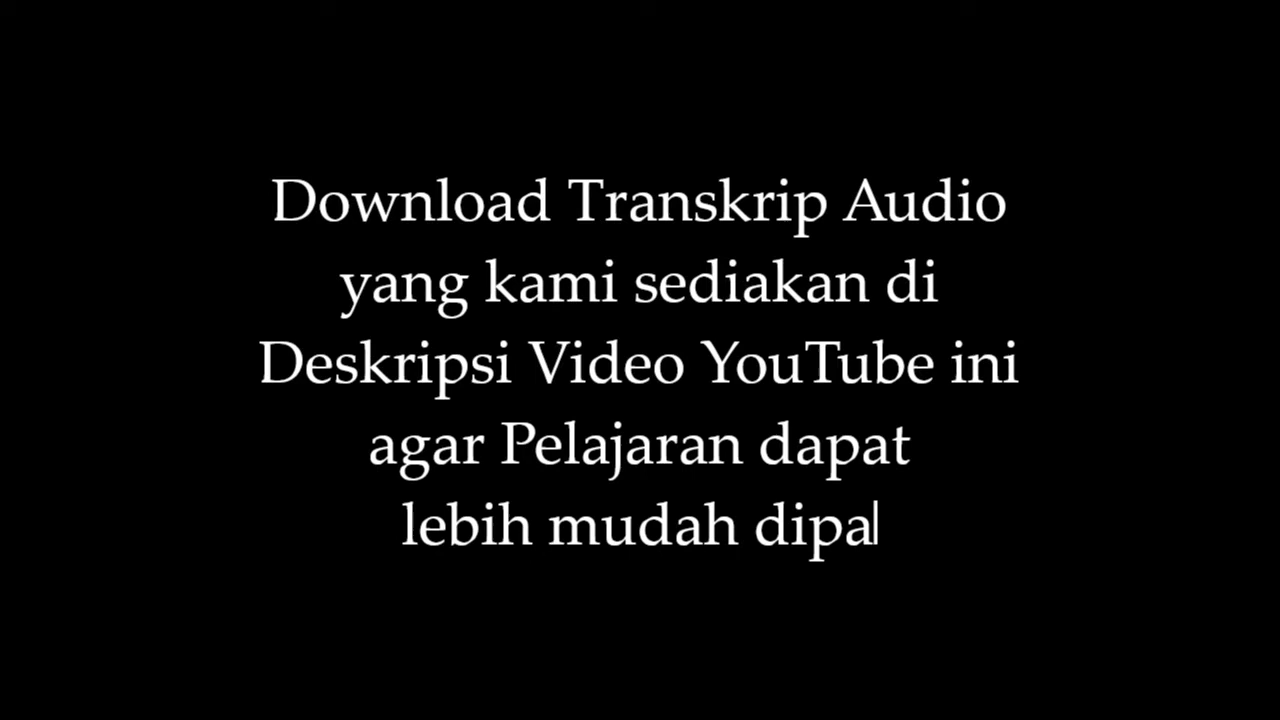 Download Transkrip Audio
yang kami sediakan di
Deskripsi Video YouTube ini
agar Pelajaran dapat
lebih mudah dipa